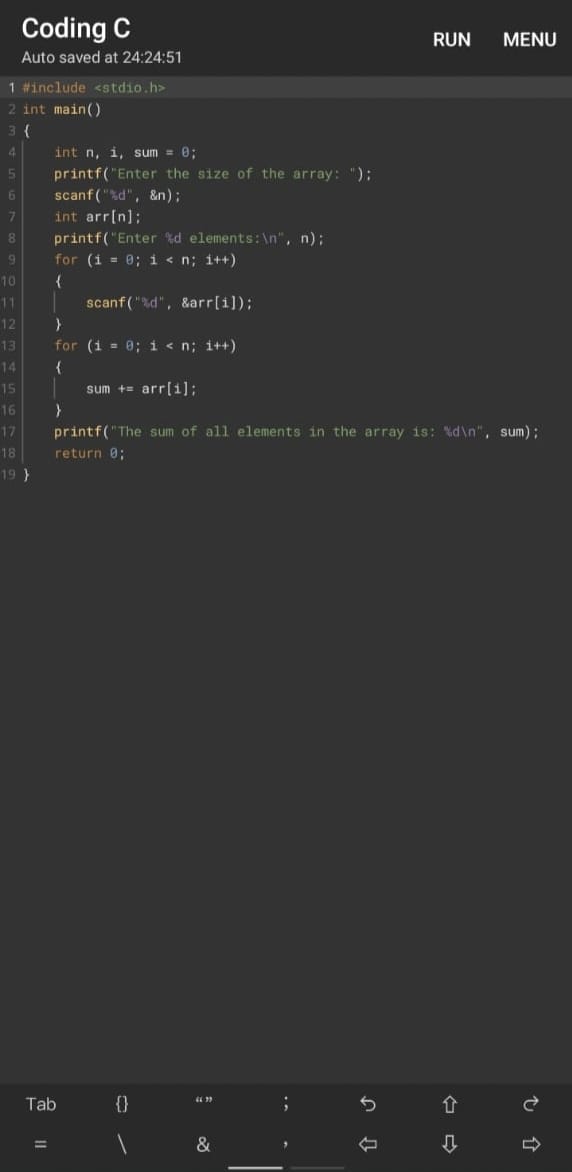 Coding C
RUN MENU
Auto saved at 24:24:51
1 #include <stdio.h>
2 int main()
3 {
4 int n, i, sum = 0;
5 printf("Enter the size of the array: ");
6 scanf("%d", &n);
7 int arr[n];
8 printf("Enter %d elements:\n", n);
9 for (i = 0; i < n; i++)
10 {
11 scanf("%d", &arr[i]);
12 }
13 for (i = 0; i < n; i++)
14 {
15 sum += arr[i];
16 }
17 printf("The sum of all elements in the array is: %d\n", sum);
18 return 0;
19 }
Tab {} “” ;
= \ & ,